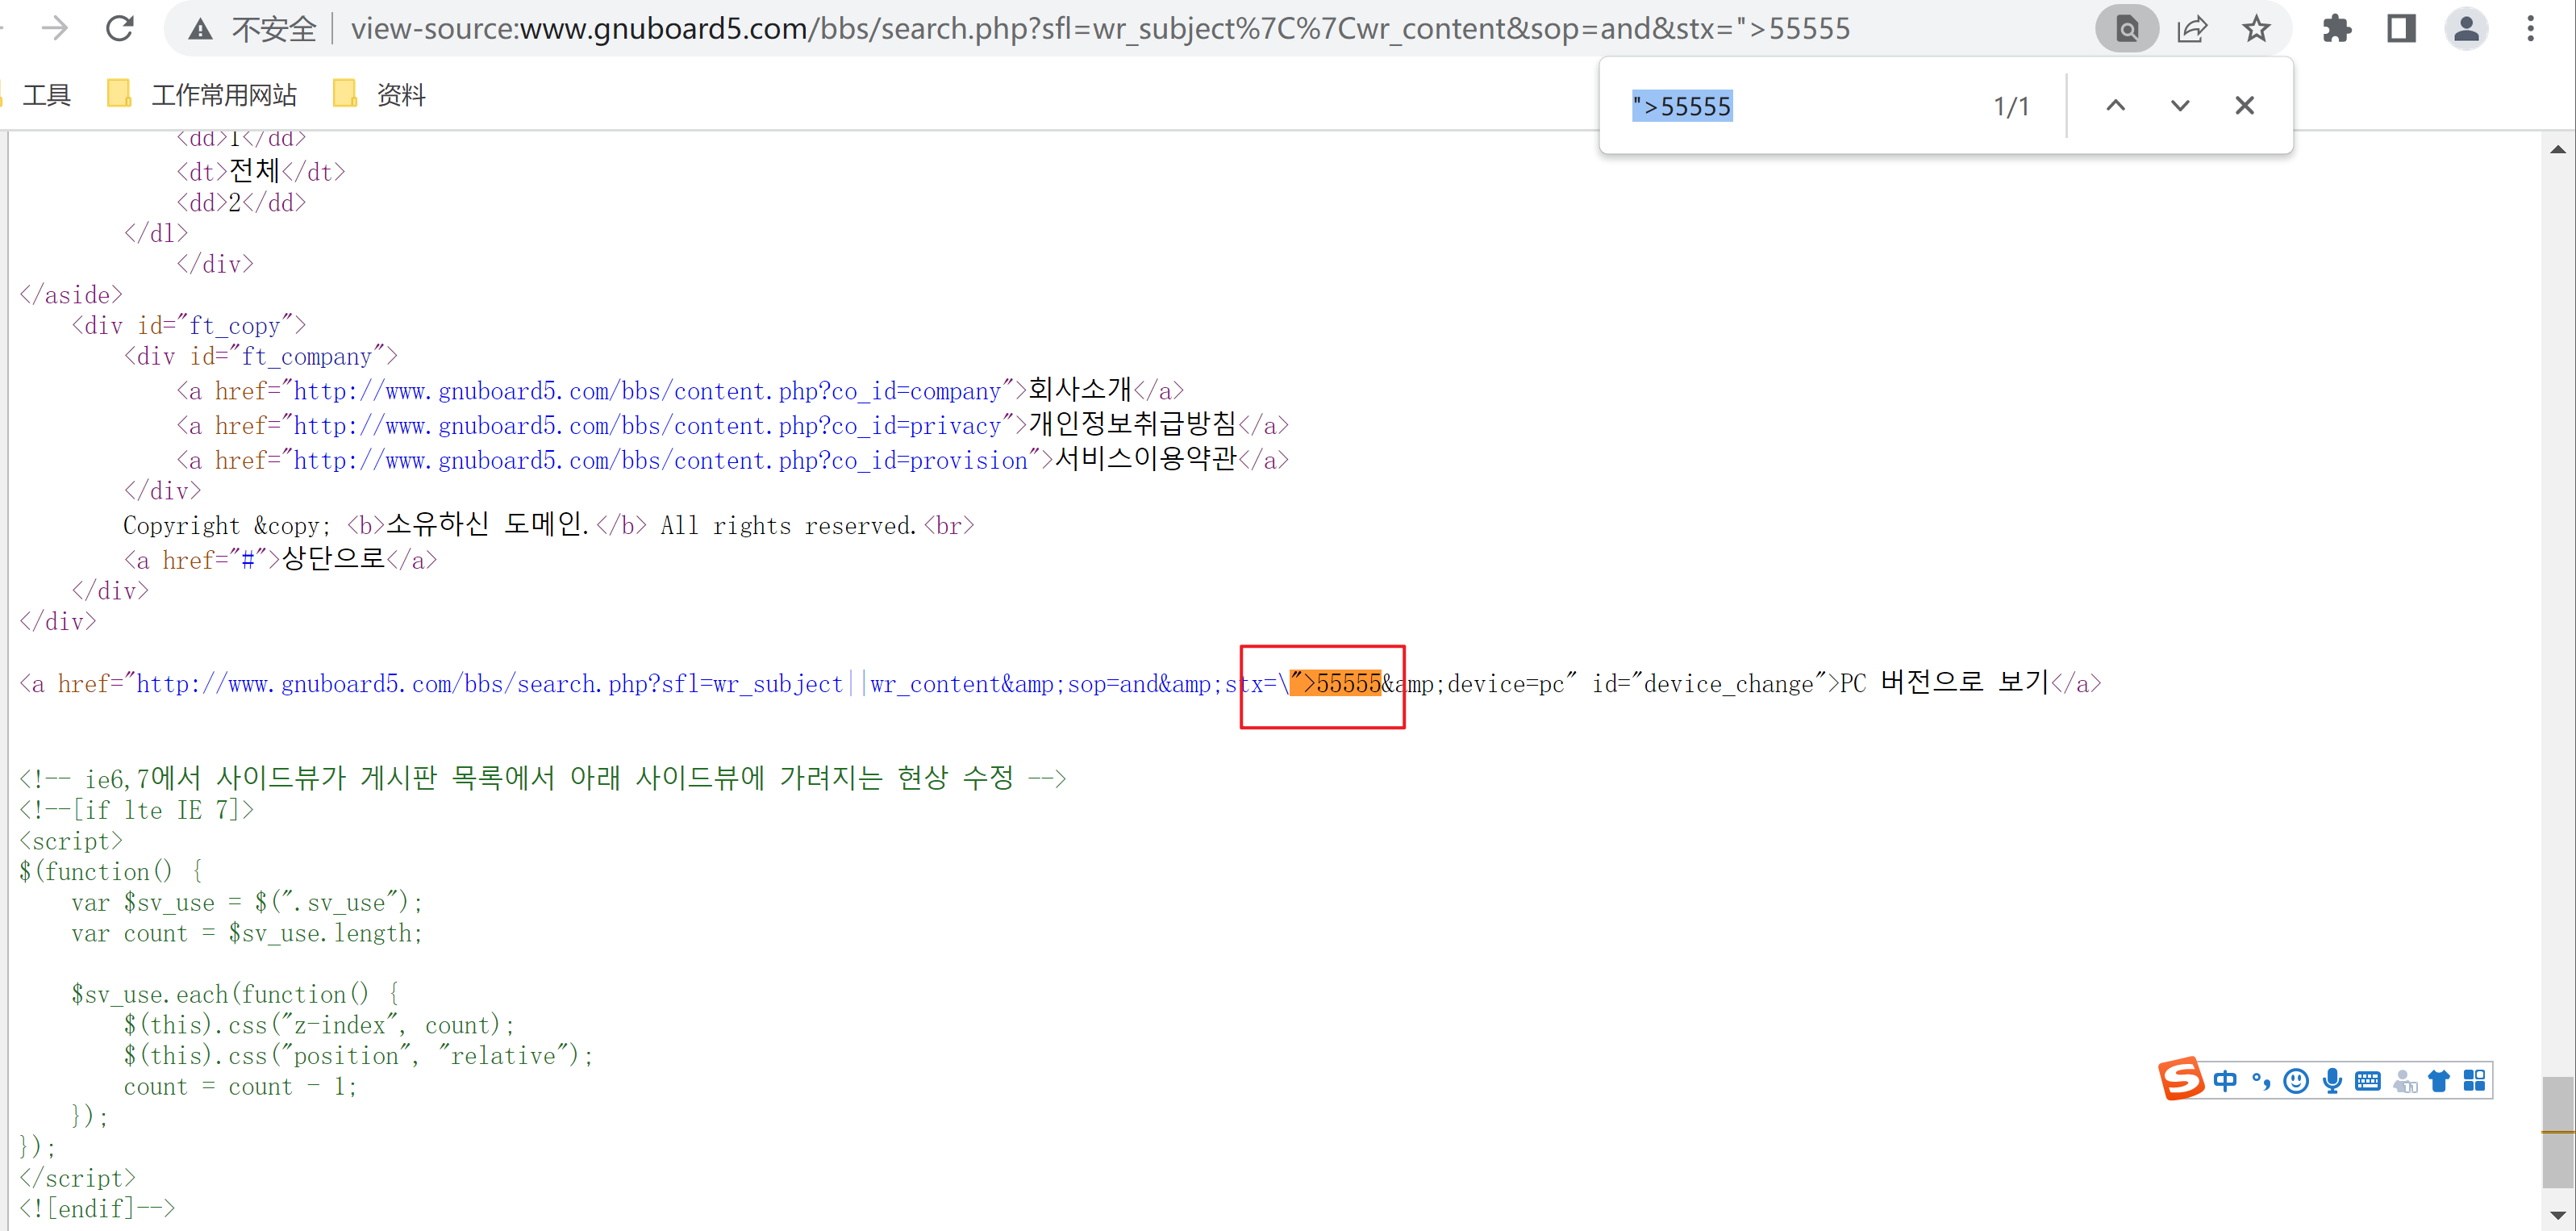 不安全 view-source:www.gnuboard5.com/bbs/search.php?sfl=wr_subject%7C%7Cwr_content&sop=and&stx=">55555
工具 工作常用网站 资料
">55555 1/1
<dd>1</dd>
<dt>전체</dt>
<dd>2</dd>
</dl>
</div>
</aside>
<div id="ft_copy">
<div id="ft_company">
<a href="http://www.gnuboard5.com/bbs/content.php?co_id=company">회사소개</a>
<a href="http://www.gnuboard5.com/bbs/content.php?co_id=privacy">개인정보취급방침</a>
<a href="http://www.gnuboard5.com/bbs/content.php?co_id=provision">서비스이용약관</a>
</div>
Copyright &copy; <b>소유하신 도메인.</b> All rights reserved.<br>
<a href="#">상단으로</a>
</div>
</div>
<a href="http://www.gnuboard5.com/bbs/search.php?sfl=wr_subject||wr_content&amp;sop=and&amp;stx=\">55555&amp;device=pc" id="device_change">PC 버전으로 보기</a>
<!-- ie6,7에서 사이드뷰가 게시판 목록에서 아래 사이드뷰에 가려지는 현상 수정 -->
<!--[if lte IE 7]>
<script>
$(function() {
var $sv_use = $(".sv_use");
var count = $sv_use.length;
$sv_use.each(function() {
$(this).css("z-index", count);
$(this).css("position", "relative");
count = count - 1;
});
});
</script>
<![endif]-->
中